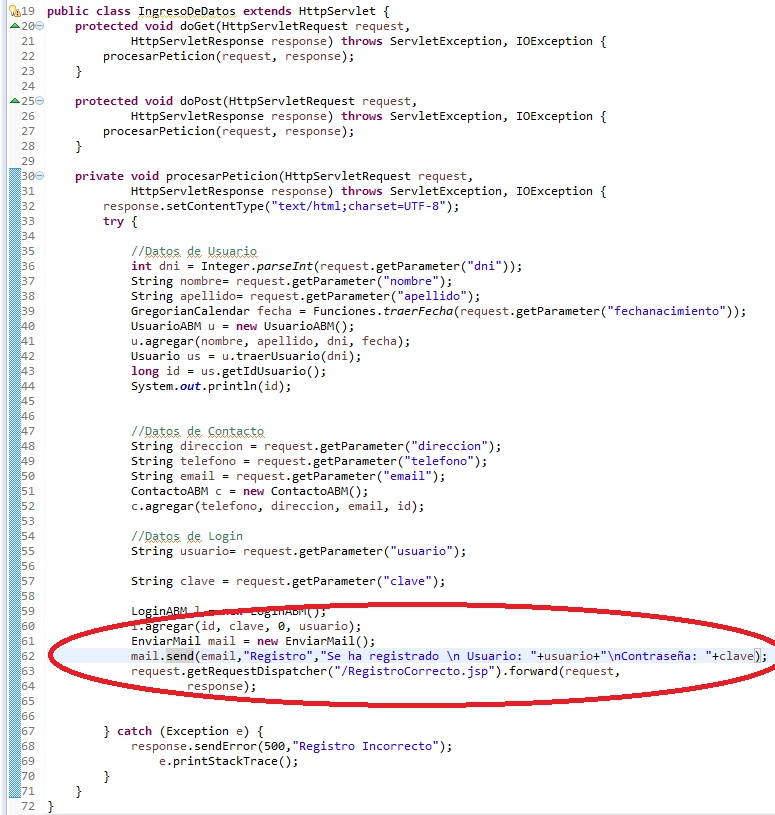 19 public class IngresoDeDatos extends HttpServlet {
20 protected void doGet(HttpServletRequest request,
21 HttpServletResponse response) throws ServletException, IOException {
22 procesarPeticion(request, response);
23 }
24
25 protected void doPost(HttpServletRequest request,
26 HttpServletResponse response) throws ServletException, IOException {
27 procesarPeticion(request, response);
28 }
29
30 private void procesarPeticion(HttpServletRequest request,
31 HttpServletResponse response) throws ServletException, IOException {
32 response.setContentType("text/html;charset=UTF-8");
33 try {
34
35 //Datos de Usuario
36 int dni = Integer.parseInt(request.getParameter("dni"));
37 String nombre= request.getParameter("nombre");
38 String apellido= request.getParameter("apellido");
39 GregorianCalendar fecha = Funciones.traerFecha(request.getParameter("fechanacimiento"));
40 UsuarioABM u = new UsuarioABM();
41 u.agregar(nombre, apellido, dni, fecha);
42 Usuario us = u.traerUsuario(dni);
43 long id = us.getIdUsuario();
44 System.out.println(id);
45
46
47 //Datos de Contacto
48 String direccion = request.getParameter("direccion");
49 String telefono = request.getParameter("telefono");
50 String email = request.getParameter("email");
51 ContactoABM c = new ContactoABM();
52 c.agregar(telefono, direccion, email, id);
53
54 //Datos de Login
55 String usuario= request.getParameter("usuario");
56
57 String clave = request.getParameter("clave");
58
59 LoginABM l = new LoginABM();
60 l.agregar(id, clave, 0, usuario);
61 EnviarMail mail = new EnviarMail();
62 mail.send(email,"Registro","Se ha registrado \n Usuario: "+usuario+"\nContraseña: "+clave);
63 request.getRequestDispatcher("/RegistroCorrecto.jsp").forward(request,
64 response);
65
66
67 } catch (Exception e) {
68 response.sendError(500,"Registro Incorrecto");
69 e.printStackTrace();
70 }
71 }
72 }